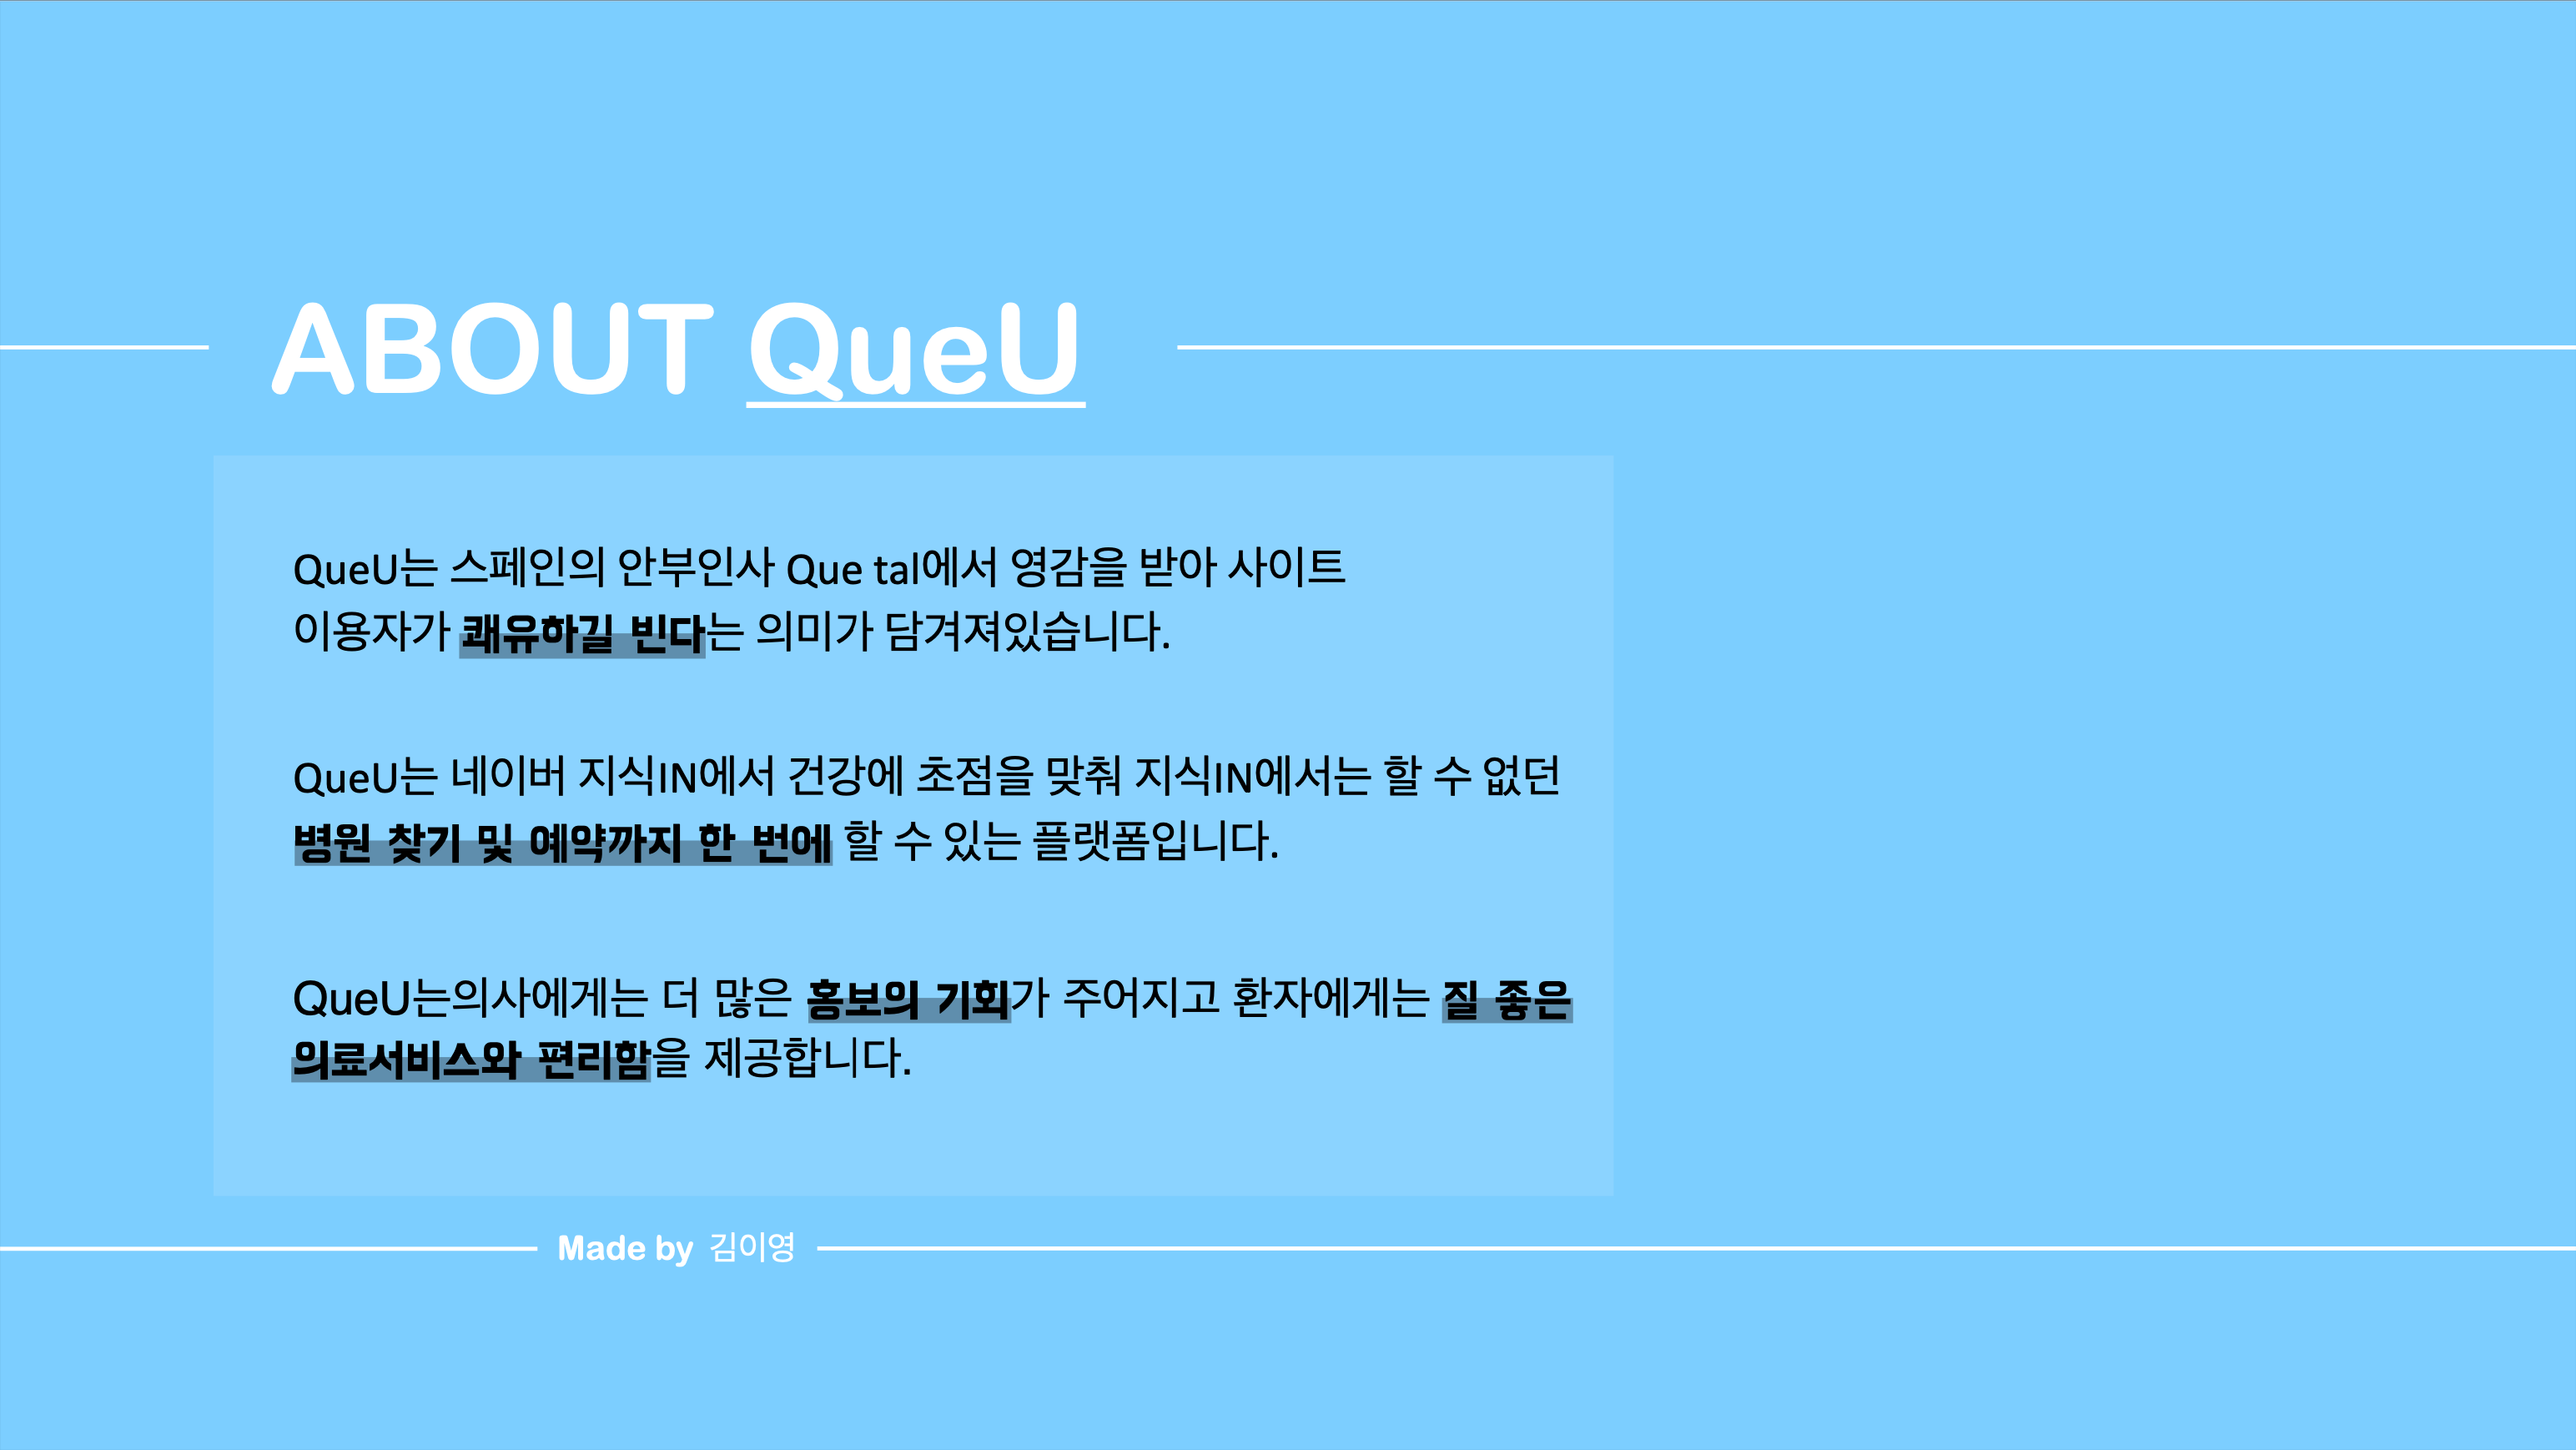 ABOUT QueU
QueU는 스페인의 안부인사 Que tal에서 영감을 받아 사이트
이용자가 쾌유하길 빈다는 의미가 담겨져있습니다.
QueU는 네이버 지식IN에서 건강에 초점을 맞춰 지식IN에서는 할 수 없던
병원 찾기 및 예약까지 한 번에 할 수 있는 플랫폼입니다.
QueU는의사에게는 더 많은 홍보의 기회가 주어지고 환자에게는 질 좋은
의료서비스와 편리함을 제공합니다.
Made by 김이영